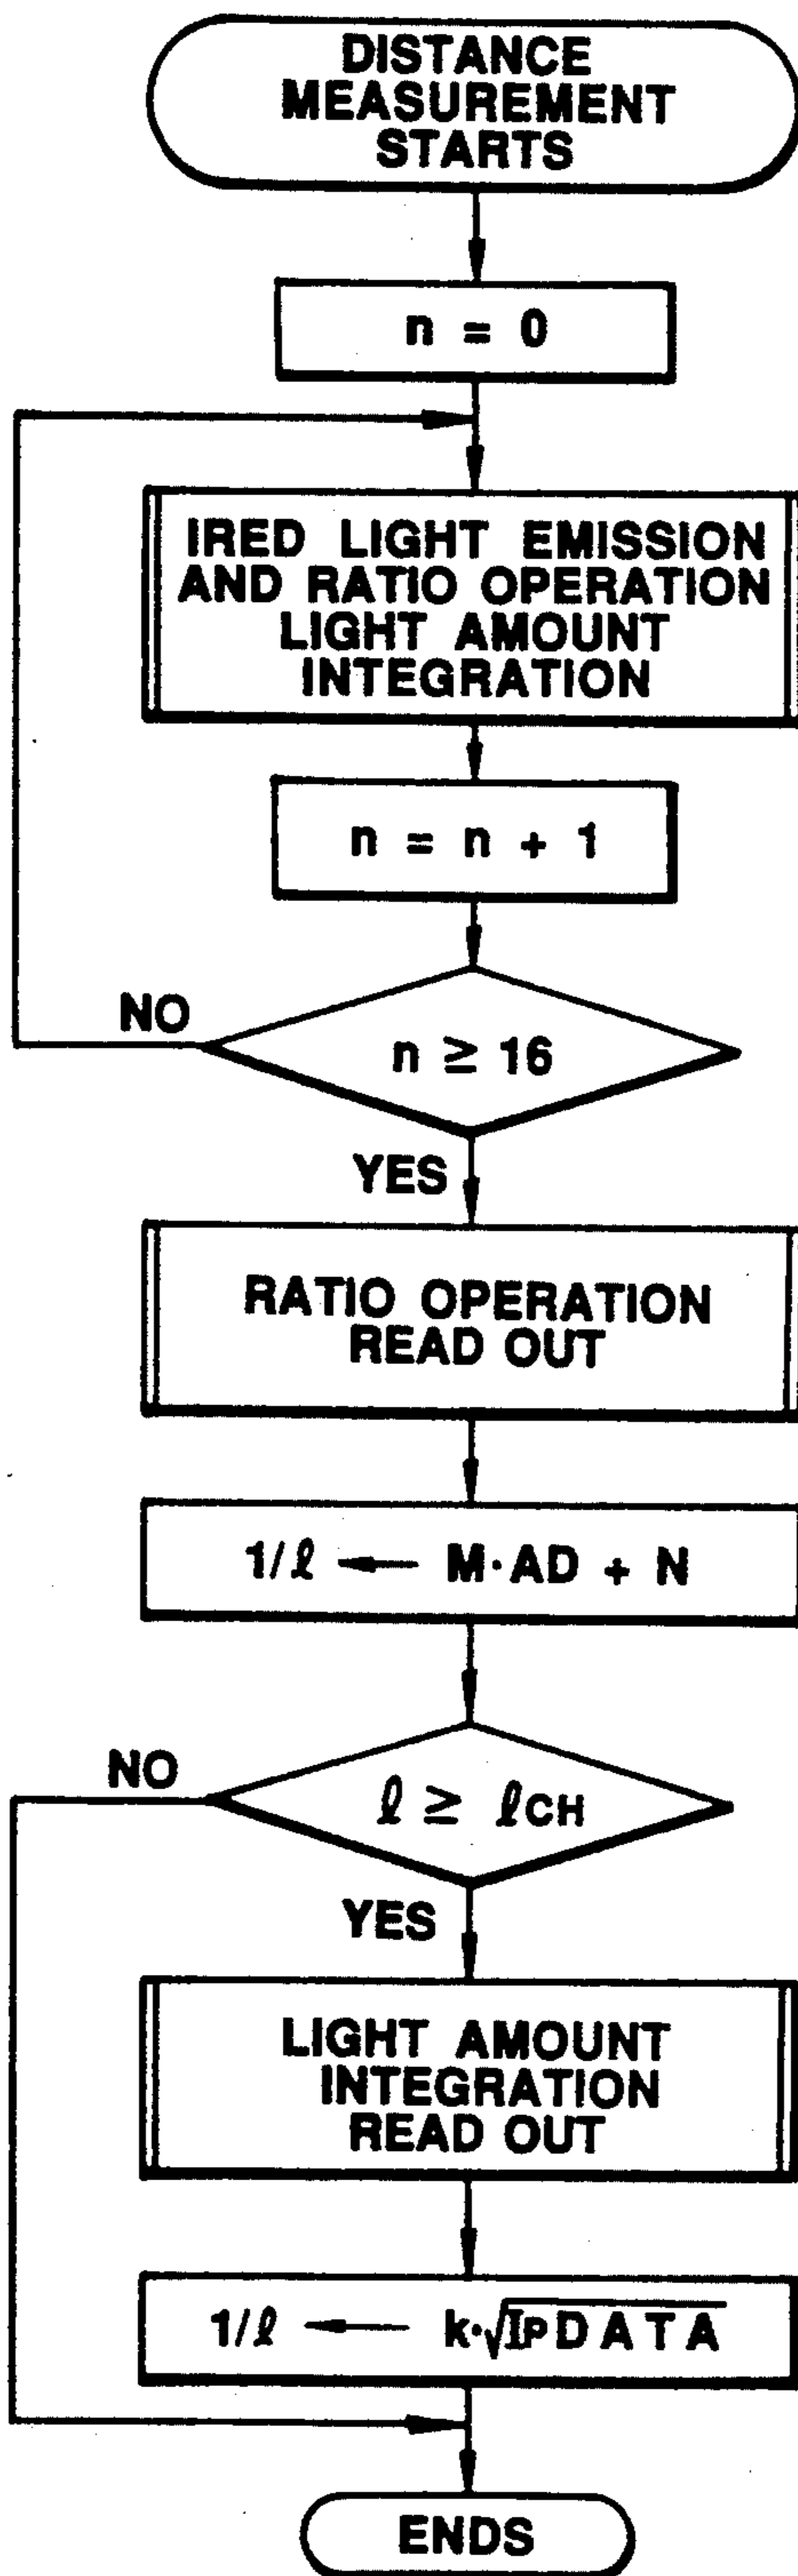 DISTANCE
MEASUREMENT
STARTS
n = 0
IRED LIGHT EMISSION
AND RATIO OPERATION
LIGHT AMOUNT
INTEGRATION
n = n + 1
NO
n ≥ 16
YES
RATIO OPERATION
READ OUT
1/ℓ ← M·AD + N
NO
ℓ ≥ ℓCH
YES
LIGHT AMOUNT
INTEGRATION
READ OUT
1/ℓ ← k·√IPDATA
ENDS